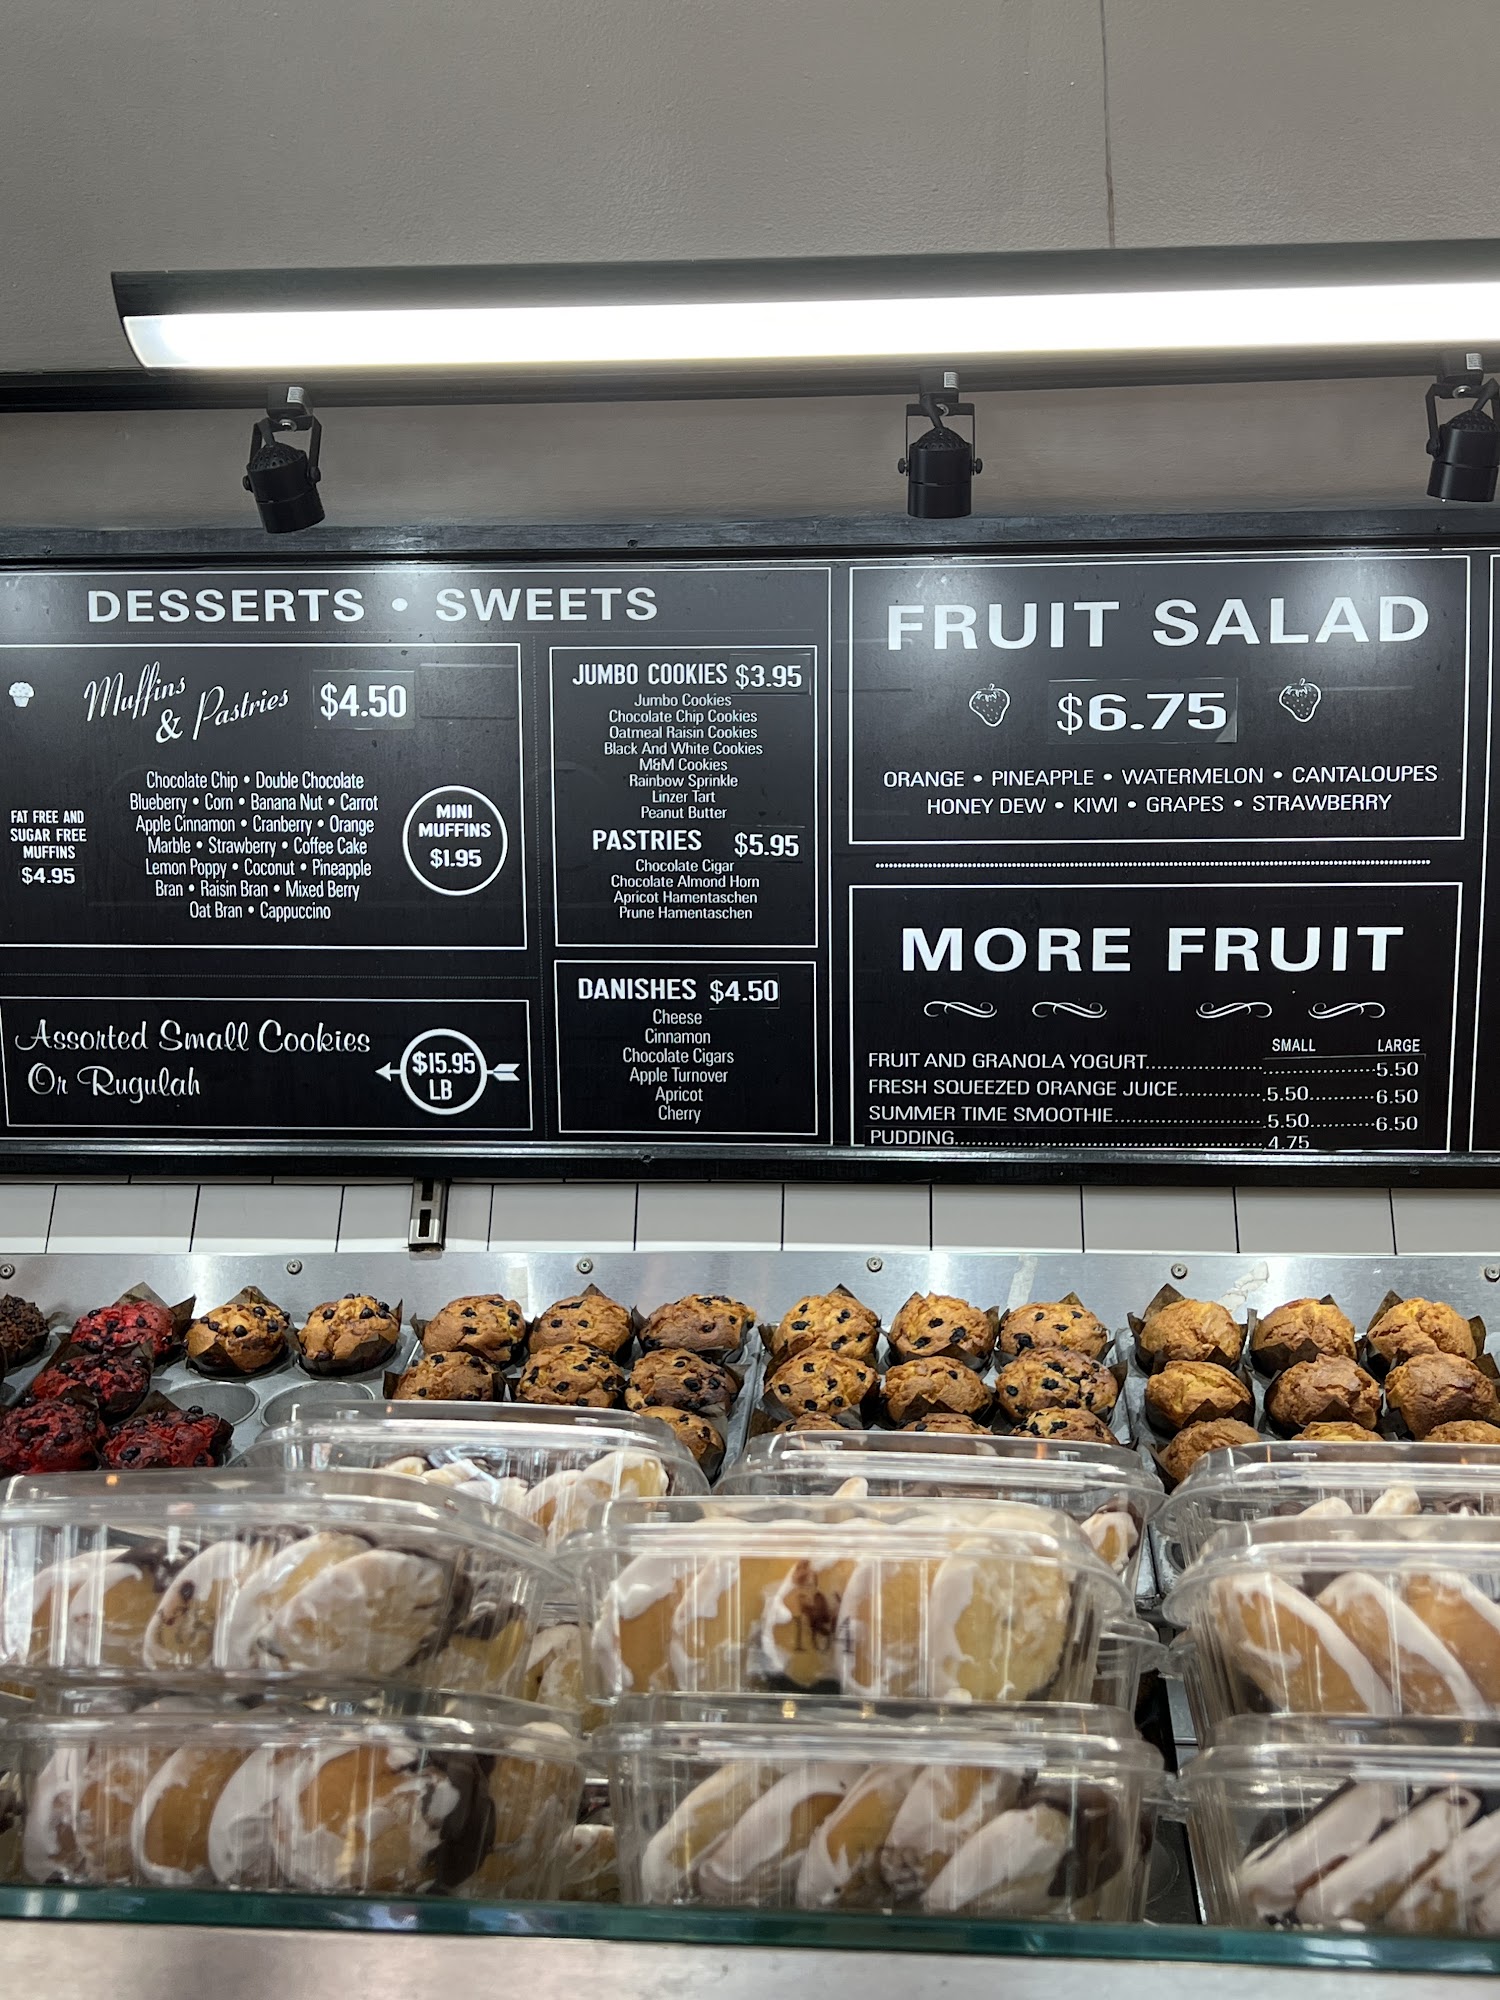 DESSERTS • SWEETS
Muffins
& Pastries
$4.50
Chocolate Chip • Double Chocolate
Blueberry • Corn • Banana Nut • Carrot
Apple Cinnamon • Cranberry • Orange
Marble • Strawberry • Coffee Cake
Lemon Poppy • Coconut • Pineapple
Bran • Raisin Bran • Mixed Berry
Oat Bran • Cappuccino
FAT FREE AND
SUGAR FREE
MUFFINS
$4.95
MINI
MUFFINS
$1.95
Assorted Small Cookies
Or Rugulah
$15.95
LB
JUMBO COOKIES $3.95
Jumbo Cookies
Chocolate Chip Cookies
Oatmeal Raisin Cookies
Black And White Cookies
M&M Cookies
Rainbow Sprinkle
Linzer Tart
Peanut Butter
PASTRIES $5.95
Chocolate Cigar
Chocolate Almond Horn
Apricot Hamentaschen
Prune Hamentaschen
DANISHES $4.50
Cheese
Cinnamon
Chocolate Cigars
Apple Turnover
Apricot
Cherry
FRUIT SALAD
$6.75
ORANGE • PINEAPPLE • WATERMELON • CANTALOUPES
HONEY DEW • KIWI • GRAPES • STRAWBERRY
MORE FRUIT
SMALL LARGE
FRUIT AND GRANOLA YOGURT 5.50
FRESH SQUEEZED ORANGE JUICE 5.50 6.50
SUMMER TIME SMOOTHIE 5.50 6.50
PUDDING 4.75